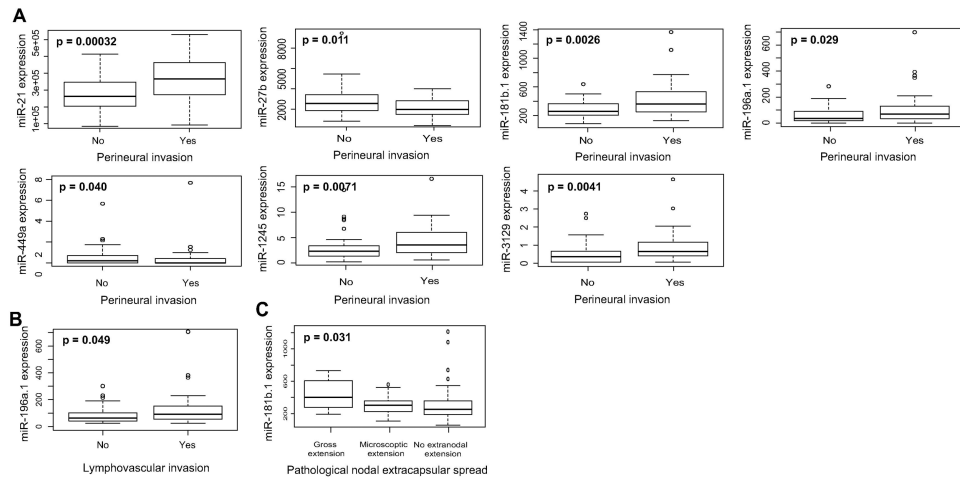 A
miR-21 expression
1e+05 3e+05 5e+05
p = 0.00032
No Yes
Perineural invasion
miR-27b expression
2000 5000 8000
p = 0.011
No Yes
Perineural invasion
miR-181b.1 expression
200 600 1000 1400
p = 0.0026
No Yes
Perineural invasion
miR-196a.1 expression
0 200 400 600
p = 0.029
No Yes
Perineural invasion
miR-449a expression
0 2 4 6 8
p = 0.040
No Yes
Perineural invasion
miR-1245 expression
0 5 10 15
p = 0.0071
No Yes
Perineural invasion
miR-3129 expression
0 1 2 3 4
p = 0.0041
No Yes
Perineural invasion
B
miR-196a.1 expression
0 200 400 600
p = 0.049
No Yes
Lymphovascular invasion
C
miR-181b.1 expression
200 600 1000
p = 0.031
Gross extension
Microscoptic extension
No extranodal extension
Pathological nodal extracapsular spread